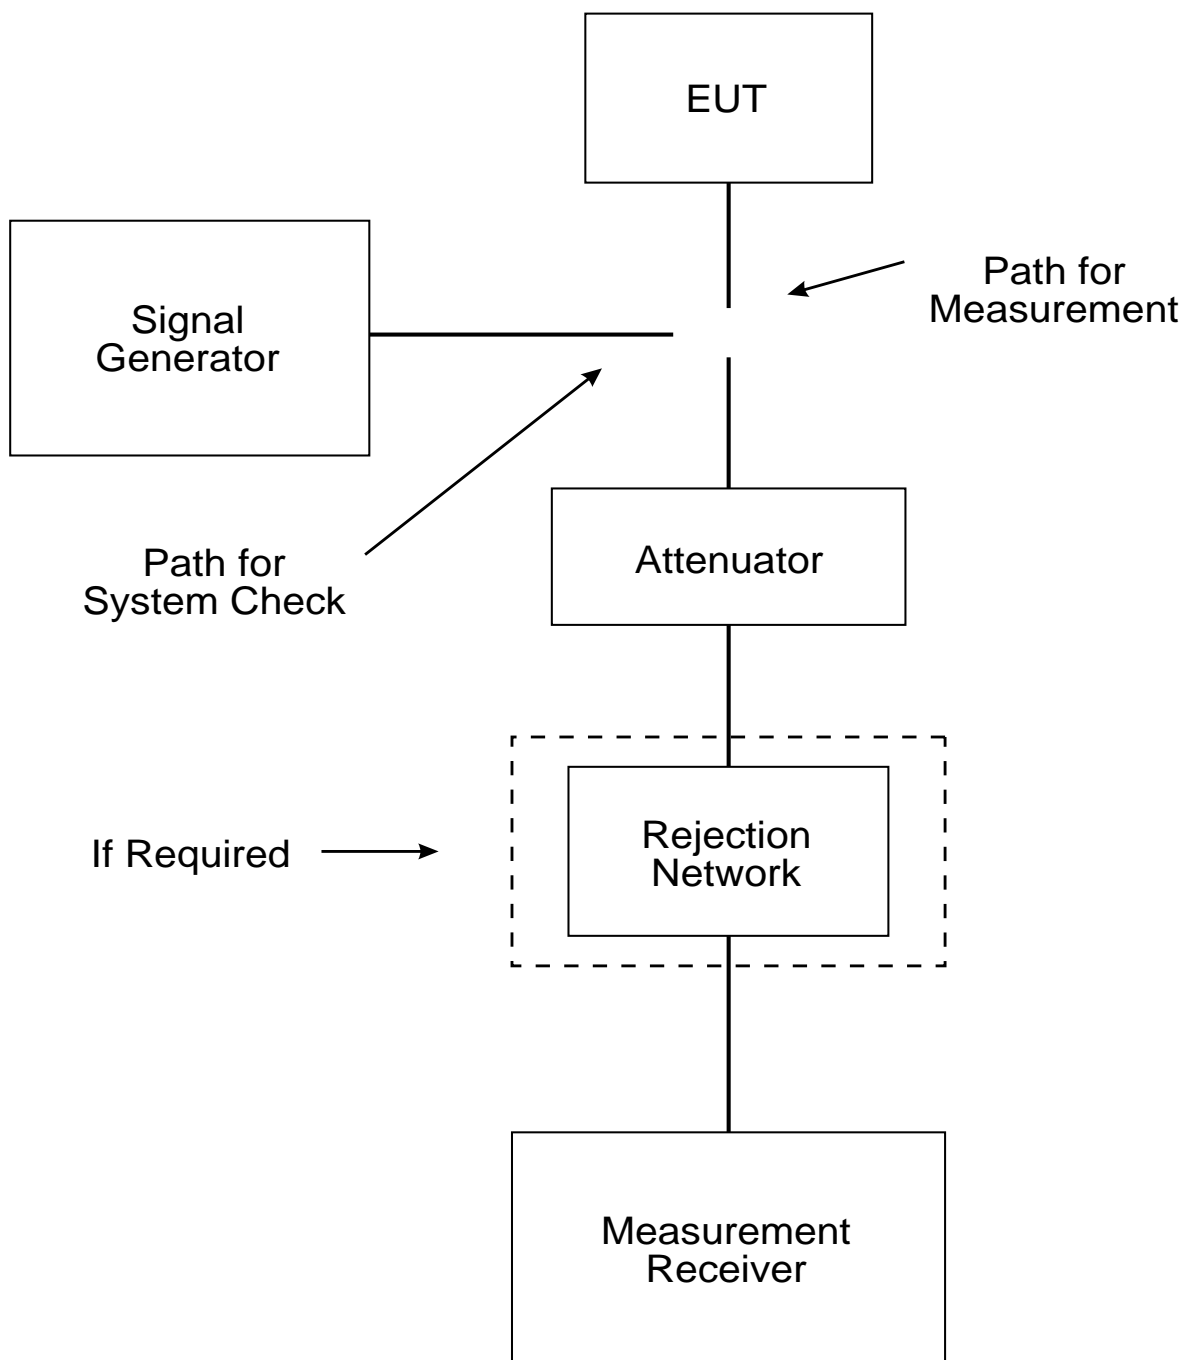 EUT
Path for
Measurement
Signal
Generator
Path for
System Check
Attenuator
If Required
Rejection
Network
Measurement
Receiver